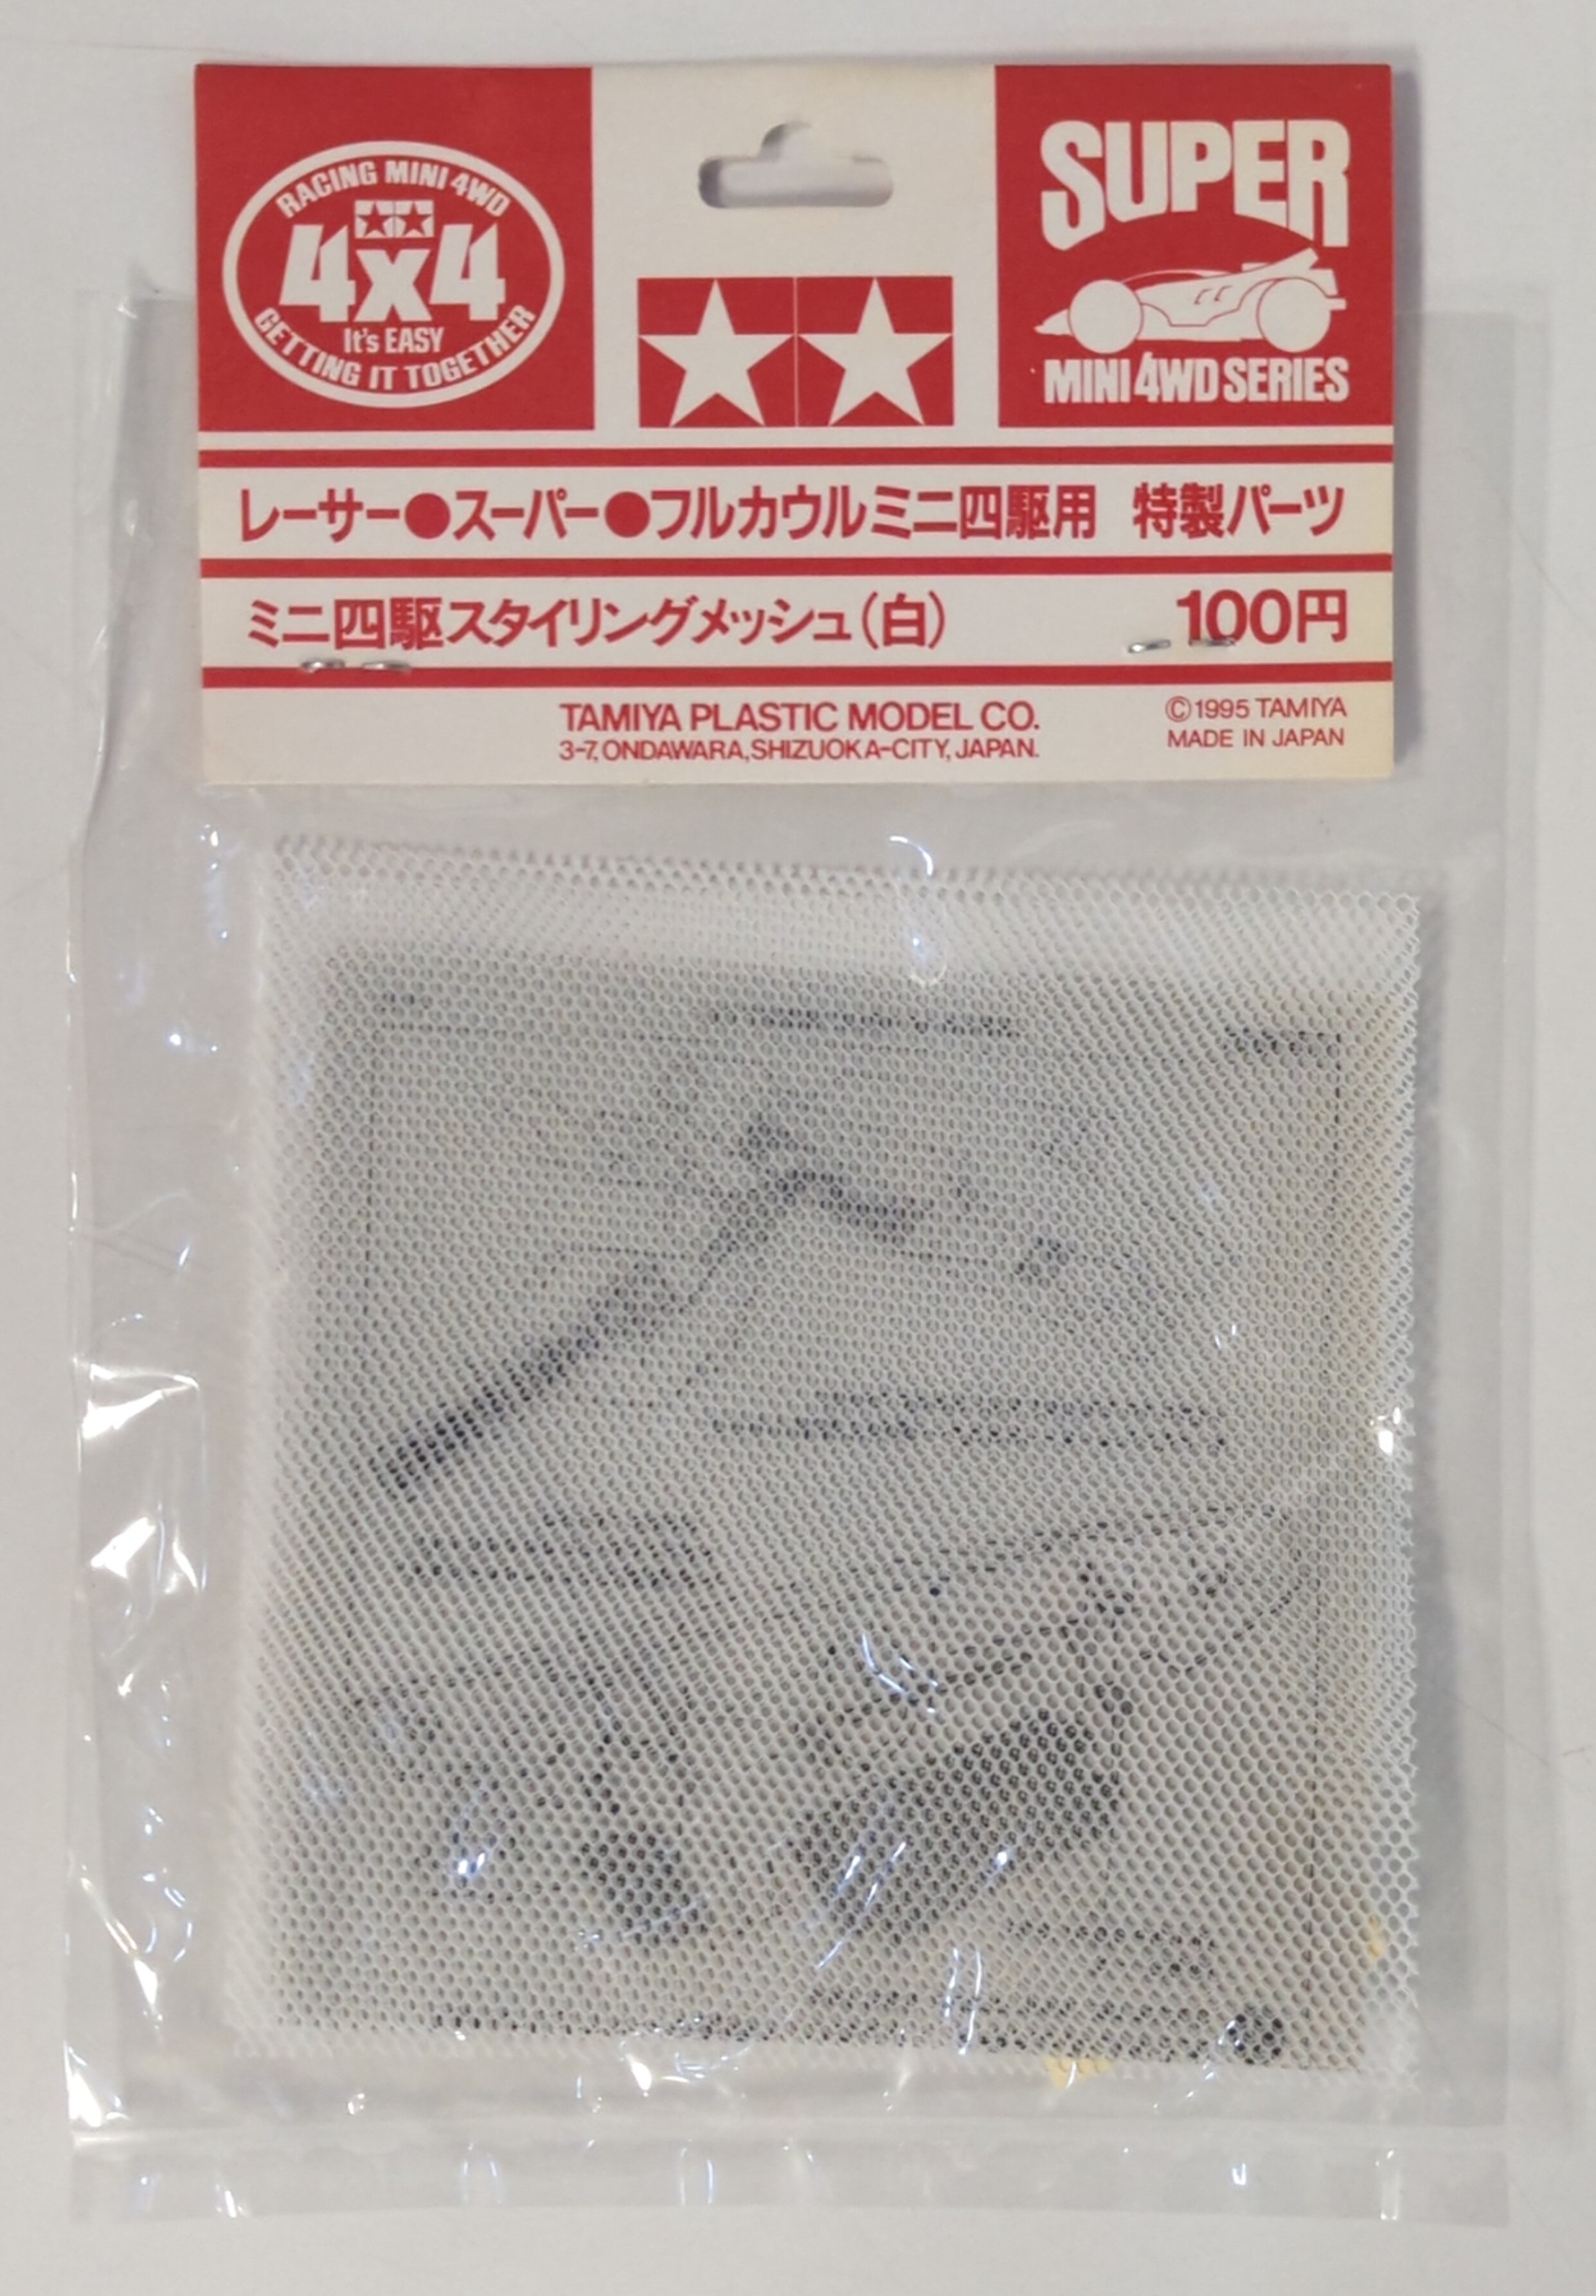 RACING MINI 4WD
4x4
It's EASY
GETTING IT TOGETHER
SUPER
MINI 4WD SERIES
レーサー●スーパー●フルカウルミニ四駆用 特製パーツ
ミニ四駆スタイリングメッシュ(白) 100円
TAMIYA PLASTIC MODEL CO.
3-7, ONDAWARA, SHIZUOKA-CITY, JAPAN.
©1995 TAMIYA
MADE IN JAPAN